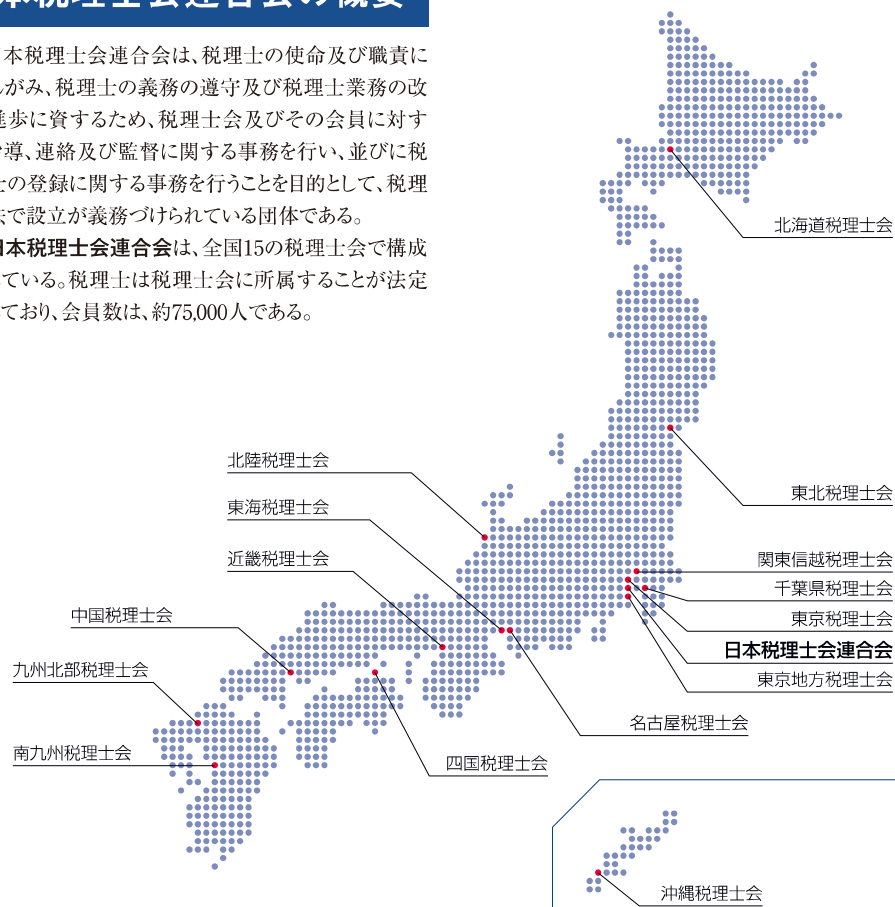 本税理士会連合会の概要
本税理士会連合会は、税理士の使命及び職責に
がみ、税理士の義務の遵守及び税理士業務の改
進歩に資するため、税理士会及びその会員に対す
導、連絡及び監督に関する事務を行い、並びに税
士の登録に関する事務を行うことを目的として、税理
法で設立が義務づけられている団体である。
日本税理士会連合会は、全国15の税理士会で構成
ている。税理士は税理士会に所属することが法定
ており、会員数は、約75,000人である。
北海道税理士会
北陸税理士会
東海税理士会
近畿税理士会
中国税理士会
九州北部税理士会
南九州税理士会
東北税理士会
関東信越税理士会
千葉県税理士会
東京税理士会
日本税理士会連合会
東京地方税理士会
名古屋税理士会
四国税理士会
沖縄税理士会